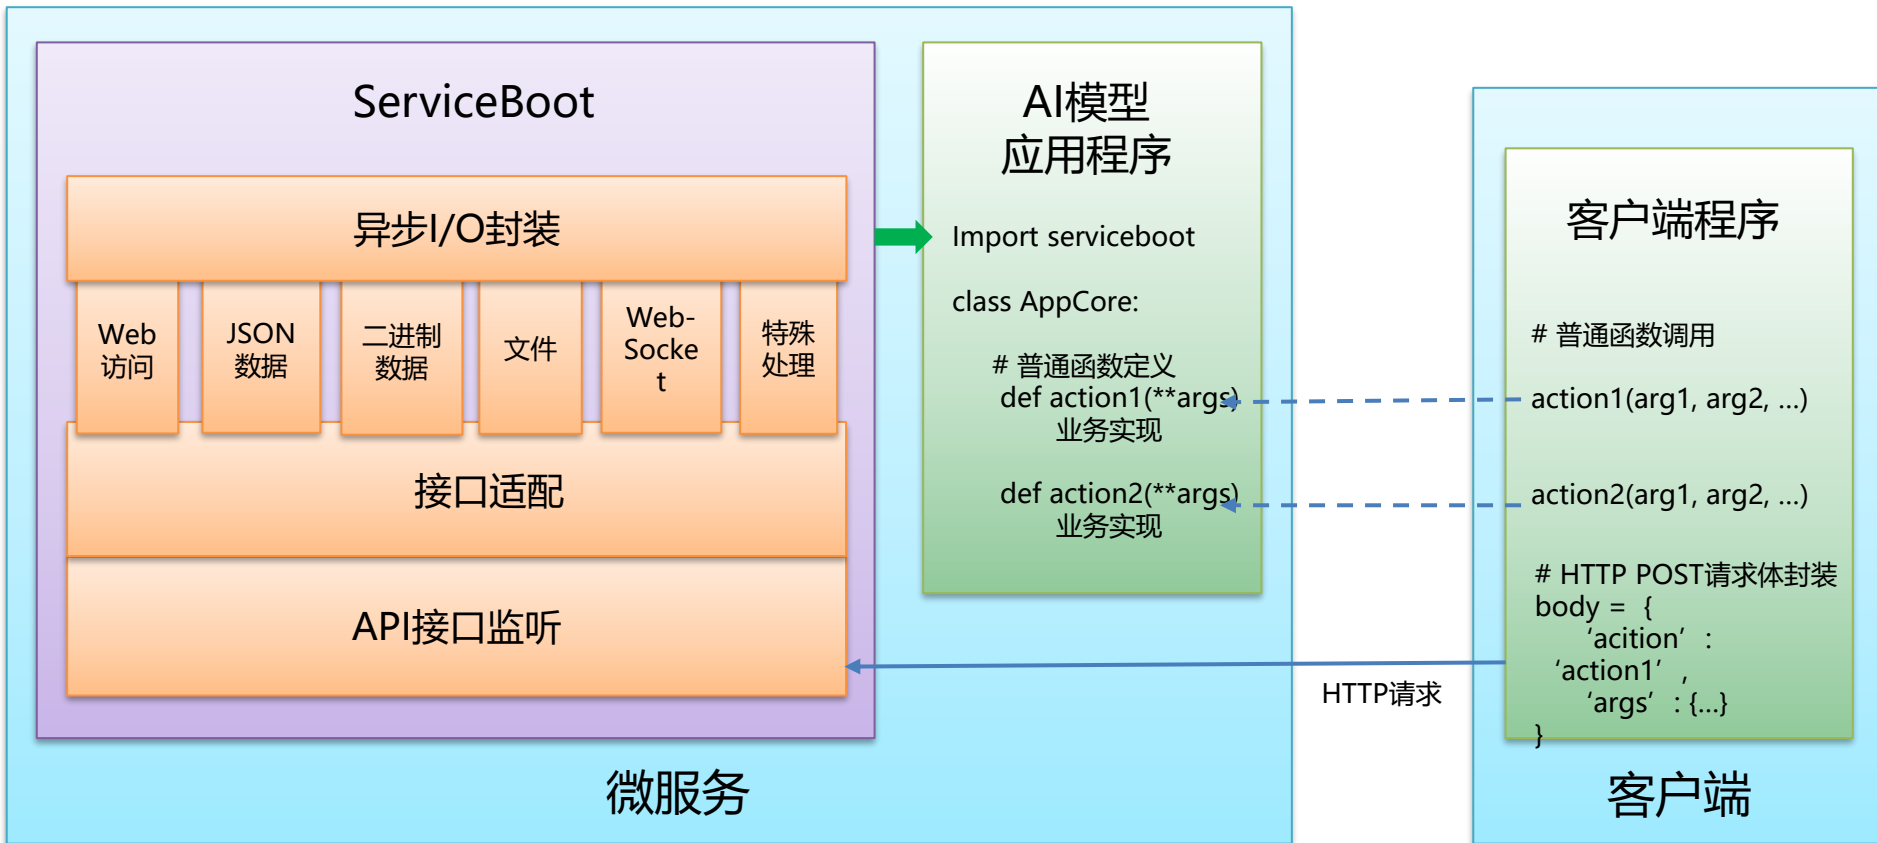 ServiceBoot
异步I/O封装
Web
访问
JSON
数据
二进制
数据
文件
Web-
Socke
t
特殊
处理
接口适配
API接口监听
AI模型
应用程序
Import serviceboot
class AppCore:
# 普通函数定义
def action1(**args)
业务实现
def action2(**args)
业务实现
微服务
HTTP请求
客户端程序
# 普通函数调用
action1(arg1, arg2, ...)
action2(arg1, arg2, ...)
# HTTP POST请求体封装
body = {
‘acition’ :
‘action1’ ,
‘args’ : {...}
}
客户端